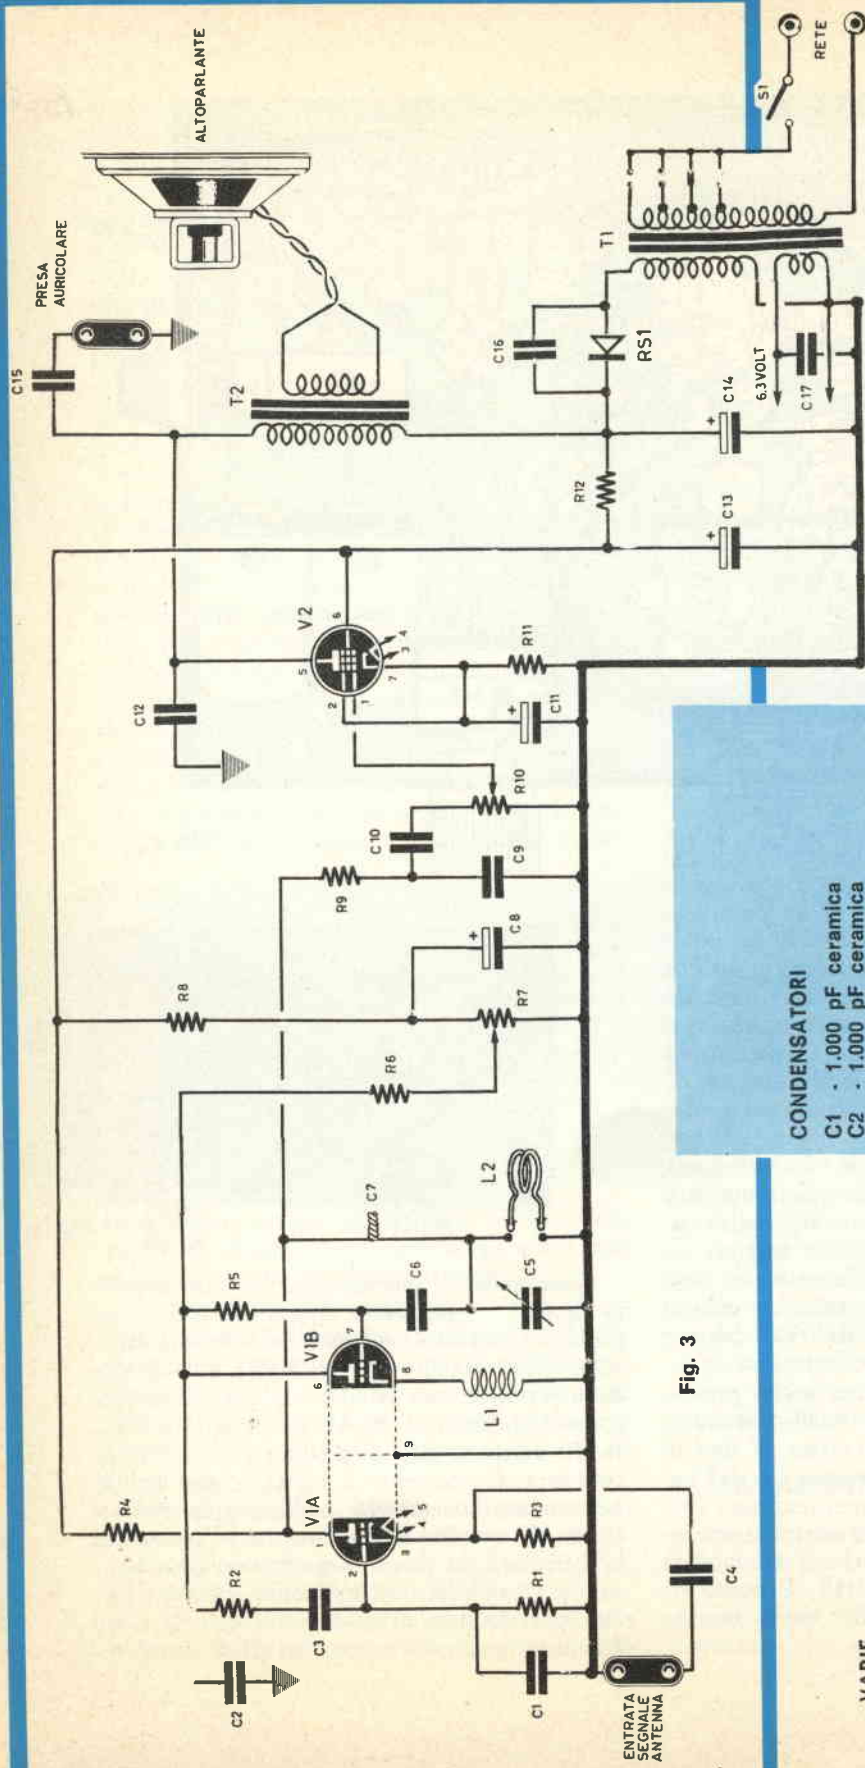 PRESA
AURICOLARE
ALTOPARLANTE
RETE
S1
C15
T2
T1
C16
RS1
6.3 VOLT
C17
C14
R12
C13
C12
V2
5
6
2
1
7
3
4
R11
C11
R10
C10
C9
R9
C8
R8
R7
R6
C7
L2
R5
C6
C5
V1B
6
7
8
L1
9
R4
V1A
1
2
3
4
5
R2
C3
R3
R1
C2
C1
C4
ENTRATA
SEGNALE
ANTENNA
Fig. 3
CONDENSATORI
C1 - 1.000 pF ceramica
C2 - 1.000 pF ceramica